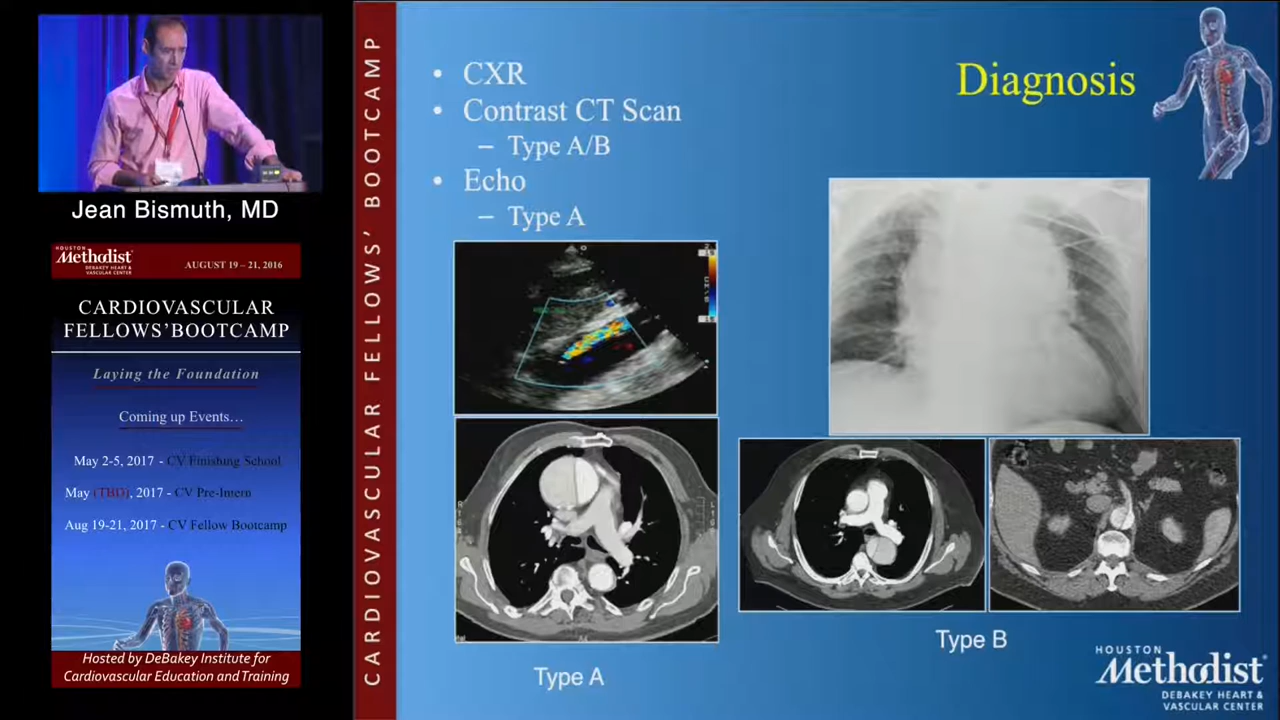 Jean Bismuth, MD
HOUSTON
Methodist
DEBAKEY HEART &
VASCULAR CENTER
AUGUST 19 – 21, 2016
CARDIOVASCULAR
FELLOWS'BOOTCAMP
Laying the Foundation
Coming up Events…
May 2-5, 2017 - CV Finishing School
May (TBD), 2017 - CV Pre-Intern
Aug 19-21, 2017 - CV Fellow Bootcamp
Hosted by DeBakey Institute for
Cardiovascular Education and Training
CARDIOVASCULAR FELLOWS' BOOTCAMP
Diagnosis
• CXR
• Contrast CT Scan
– Type A/B
• Echo
– Type A
Type A
Type B
HOUSTON
Methodist
DEBAKEY HEART &
VASCULAR CENTER